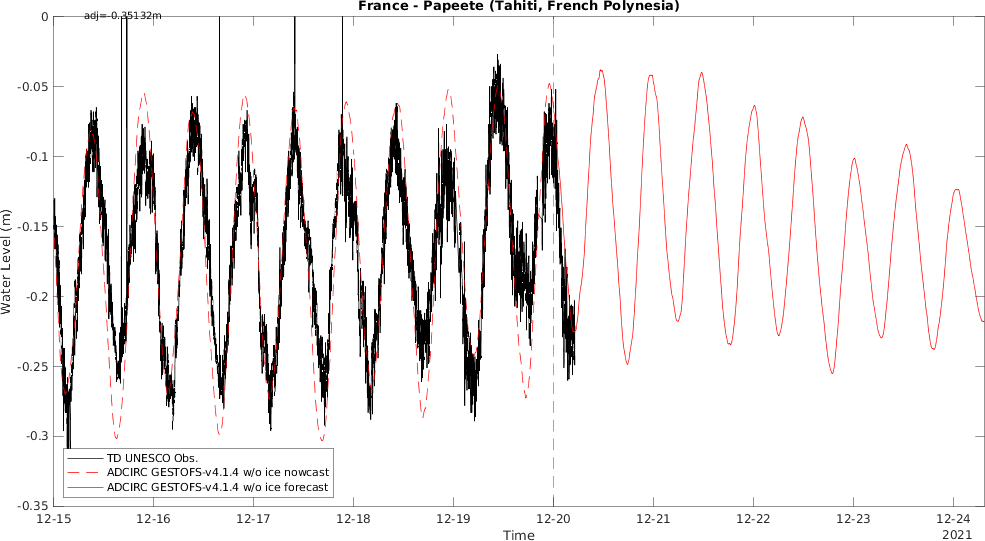 France - Papeete (Tahiti, French Polynesia)
adj=-0.35132m
0
-0.05
-0.1
-0.15
-0.2
-0.25
-0.3
-0.35
Water Level (m)
TD UNESCO Obs.
ADCIRC GESTOFS-v4.1.4 w/o ice nowcast
ADCIRC GESTOFS-v4.1.4 w/o ice forecast
12-15 12-16 12-17 12-18 12-19 12-20 12-21 12-22 12-23 12-24
Time
2021